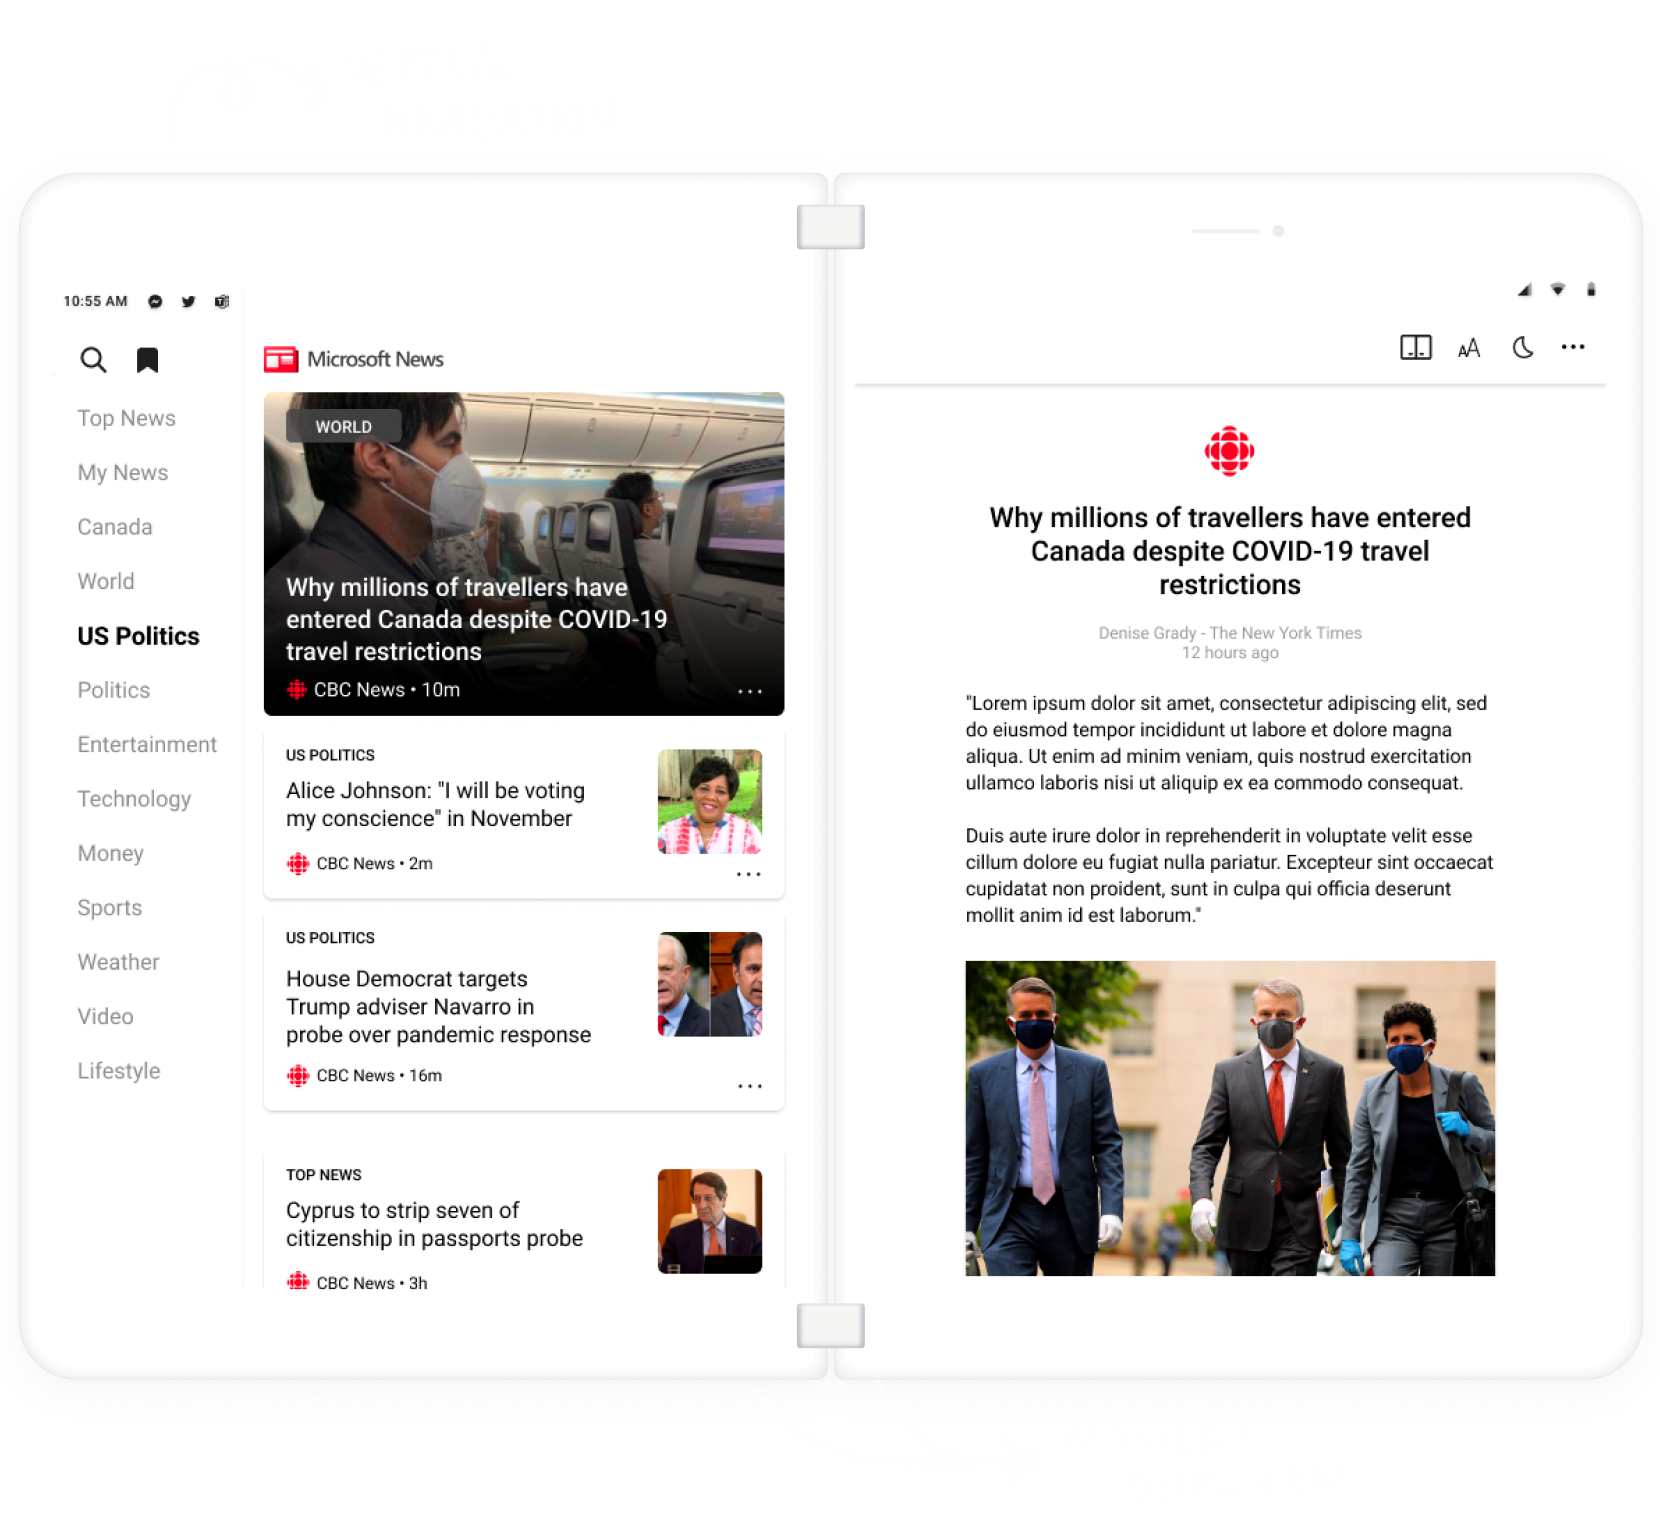 10:55 AM
Top News
My News
Canada
World
US Politics
Politics
Entertainment
Technology
Money
Sports
Weather
Video
Lifestyle
Microsoft News
WORLD
Why millions of travellers have
entered Canada despite COVID-19
travel restrictions
CBC News • 10m
US POLITICS
Alice Johnson: "I will be voting
my conscience" in November
CBC News • 2m
US POLITICS
House Democrat targets
Trump adviser Navarro in
probe over pandemic response
CBC News • 16m
TOP NEWS
Cyprus to strip seven of
citizenship in passports probe
CBC News • 3h
AA
Why millions of travellers have entered
Canada despite COVID-19 travel
restrictions
Denise Grady - The New York Times
12 hours ago
"Lorem ipsum dolor sit amet, consectetur adipiscing elit, sed
do eiusmod tempor incididunt ut labore et dolore magna
aliqua. Ut enim ad minim veniam, quis nostrud exercitation
ullamco laboris nisi ut aliquip ex ea commodo consequat.
Duis aute irure dolor in reprehenderit in voluptate velit esse
cillum dolore eu fugiat nulla pariatur. Excepteur sint occaecat
cupidatat non proident, sunt in culpa qui officia deserunt
mollit anim id est laborum."